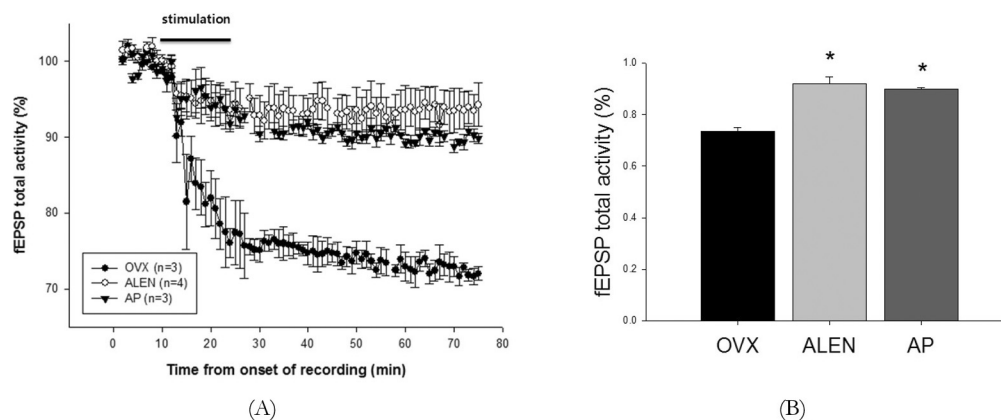 stimulation
fEPSP total activity (%)
100
90
80
70
OVX (n=3)
ALEN (n=4)
AP (n=3)
0 10 20 30 40 50 60 70 80
Time from onset of recording (min)
(A)
fEPSP total activity (%)
1.0
0.8
0.6
0.4
0.2
0.0
* *
OVX ALEN AP
(B)